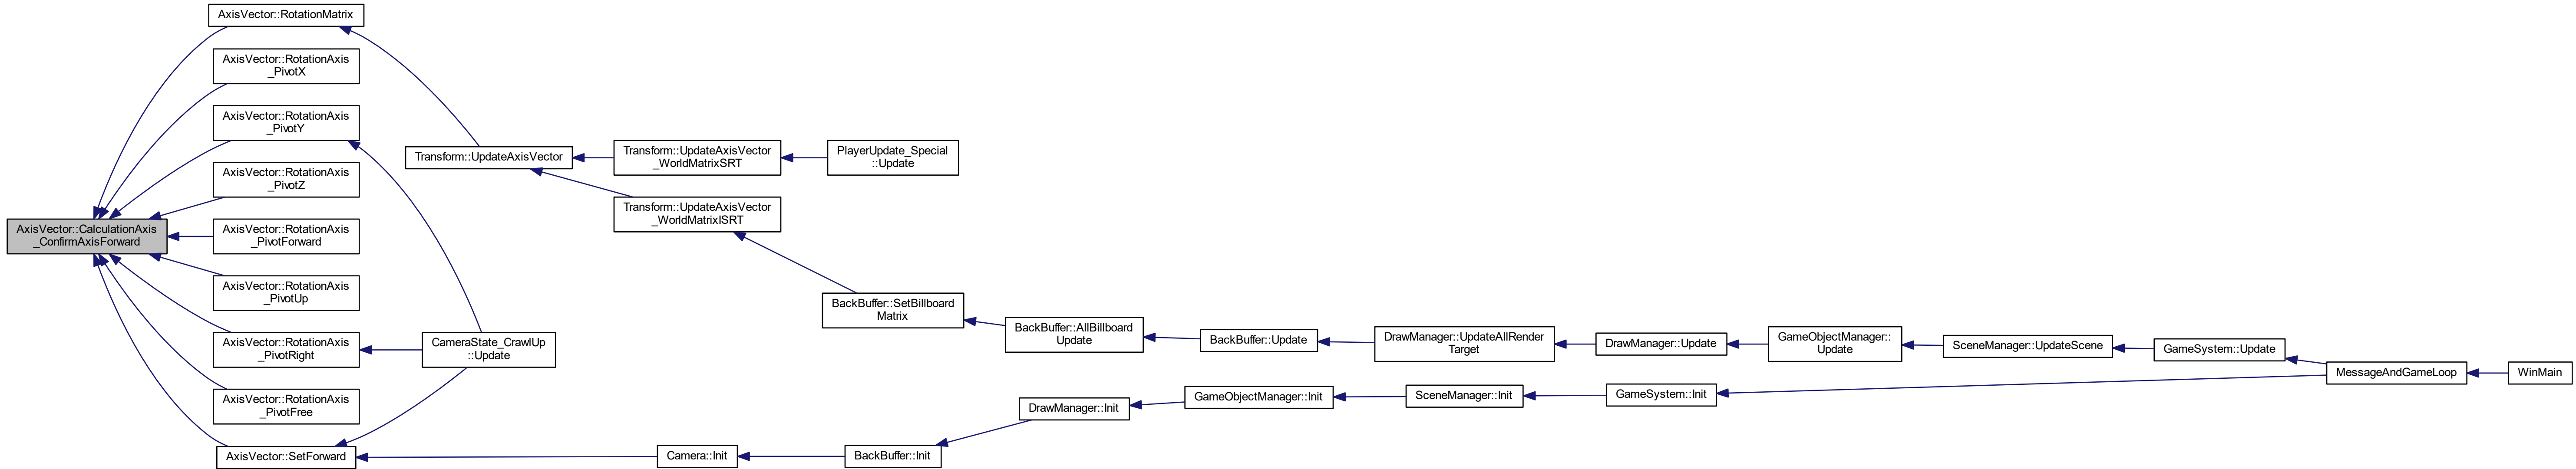 AxisVector::RotationMatrix
AxisVector::RotationAxis
_PivotX
AxisVector::RotationAxis
_PivotY
AxisVector::RotationAxis
_PivotZ
AxisVector::CalculationAxis
_ConfirmAxisForward
AxisVector::RotationAxis
_PivotForward
AxisVector::RotationAxis
_PivotUp
AxisVector::RotationAxis
_PivotRight
AxisVector::RotationAxis
_PivotFree
AxisVector::SetForward
Transform::UpdateAxisVector
CameraState_CrawlUp
::Update
Transform::UpdateAxisVector
_WorldMatrixSRT
Transform::UpdateAxisVector
_WorldMatrixISRT
PlayerUpdate_Special
::Update
BackBuffer::SetBillboard
Matrix
BackBuffer::AllBillboard
Update
BackBuffer::Update
DrawManager::UpdateAllRender
Target
DrawManager::Update
GameObjectManager::
Update
SceneManager::UpdateScene
GameSystem::Update
MessageAndGameLoop
WinMain
Camera::Init
BackBuffer::Init
DrawManager::Init
GameObjectManager::Init
SceneManager::Init
GameSystem::Init